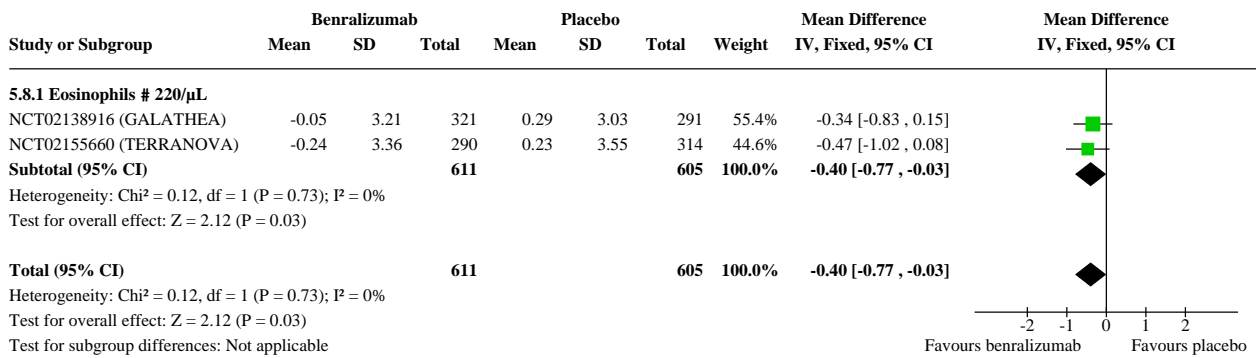 Benralizumab Placebo Mean Difference Mean Difference
Study or Subgroup Mean SD Total Mean SD Total Weight IV, Fixed, 95% CI IV, Fixed, 95% CI
5.8.1 Eosinophils # 220/µL
NCT02138916 (GALATHEA) -0.05 3.21 321 0.29 3.03 291 55.4% -0.34 [-0.83 , 0.15]
NCT02155660 (TERRANOVA) -0.24 3.36 290 0.23 3.55 314 44.6% -0.47 [-1.02 , 0.08]
Subtotal (95% CI) 611 605 100.0% -0.40 [-0.77 , -0.03]
Heterogeneity: Chi² = 0.12, df = 1 (P = 0.73); I² = 0%
Test for overall effect: Z = 2.12 (P = 0.03)
Total (95% CI) 611 605 100.0% -0.40 [-0.77 , -0.03]
Heterogeneity: Chi² = 0.12, df = 1 (P = 0.73); I² = 0%
Test for overall effect: Z = 2.12 (P = 0.03)
-2 -1 0 1 2
Test for subgroup differences: Not applicable Favours benralizumab Favours placebo